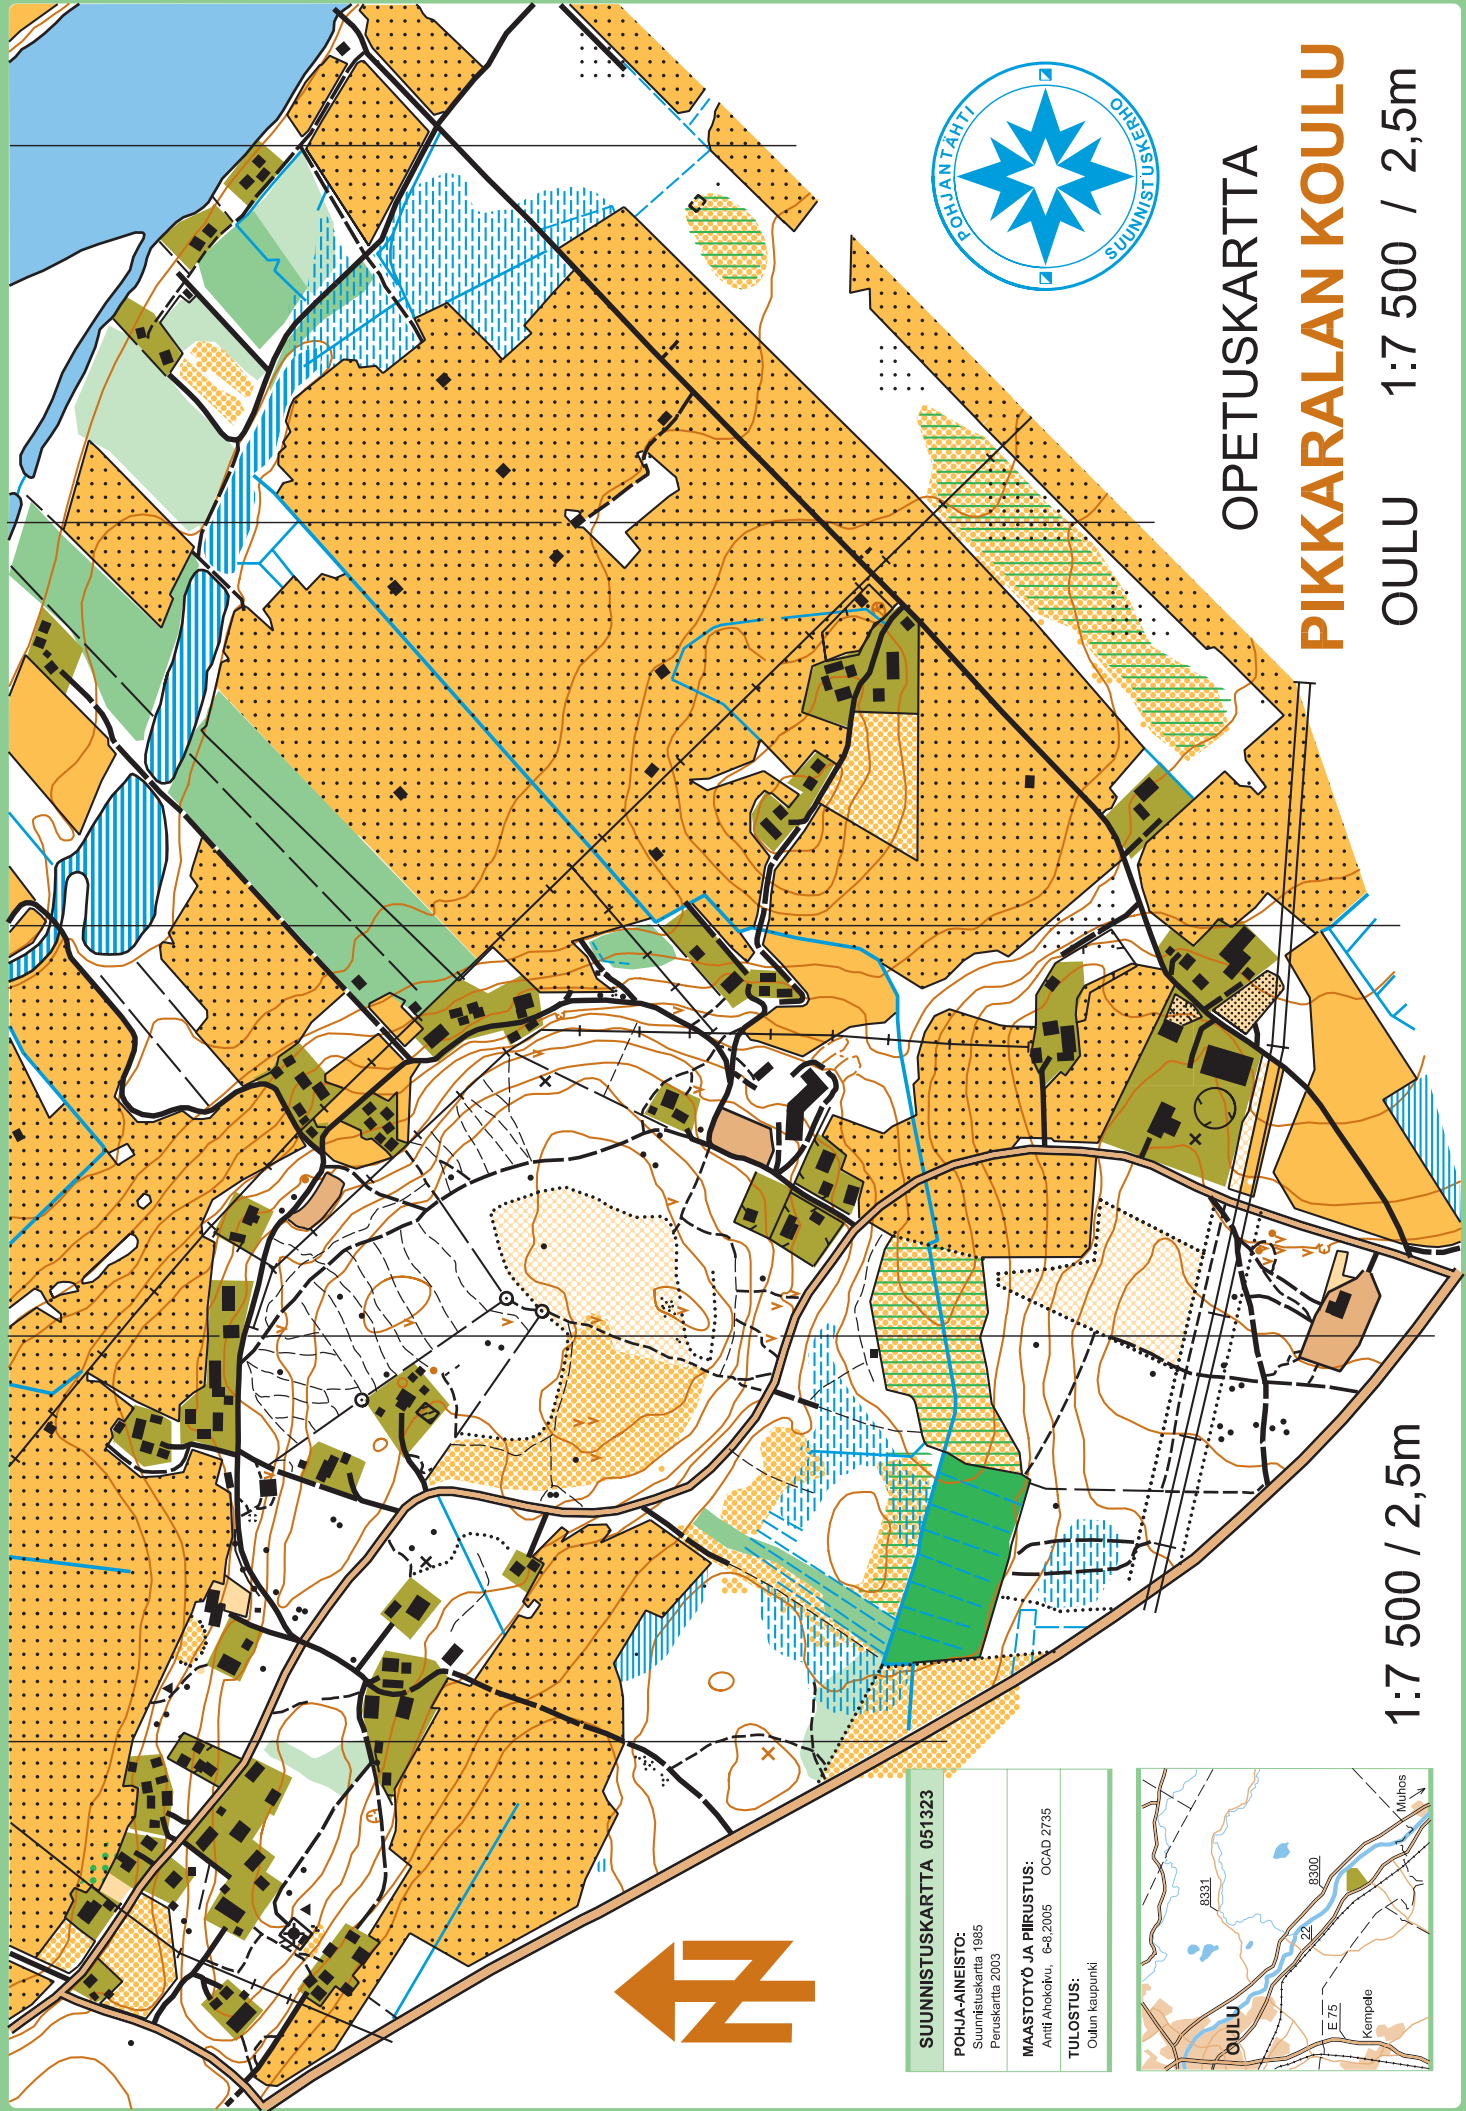 OPETUSKARTTA
PIKKARALAN KOULU
OULU 1:7 500 / 2,5m
POHJANTÄHTI
SUUNNISTUSKERHO
1:7 500 / 2,5m
SUUNNISTUSKARTTA 051323
POHJA-AINEISTO:
Suunnistuskartta 1985
Peruskartta 2003
MAASTOTYÖ JA PIIRUSTUS:
Antti Ahokoivu, 6-8,2005 OCAD 2735
TULOSTUS:
Oulun kaupunki
N
OULU
E 75
Kempele
22
8331
8300
Muhos